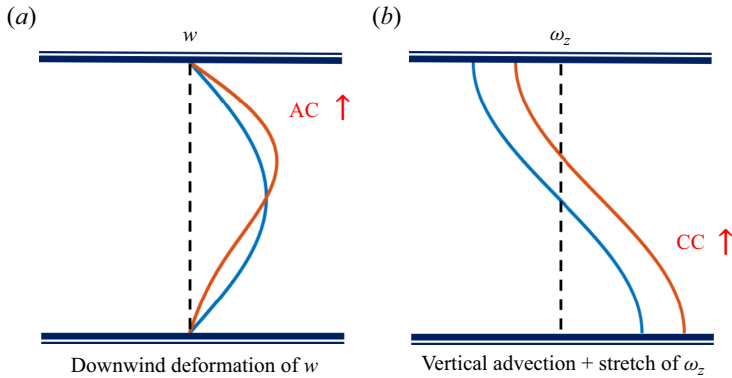 (a)
w
AC ↑
Downwind deformation of w
(b)
ω_z
CC ↑
Vertical advection + stretch of ω_z